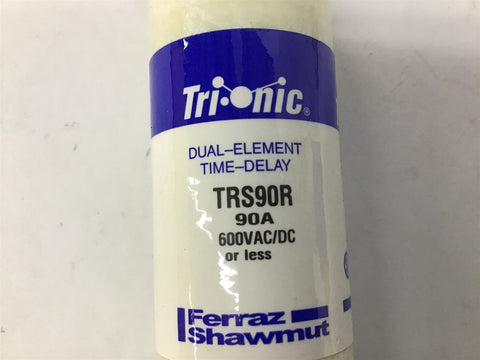 Tri-Onic®
DUAL–ELEMENT
TIME–DELAY
TRS90R
90A
600VAC/DC
or less
Ferraz
Shawmut